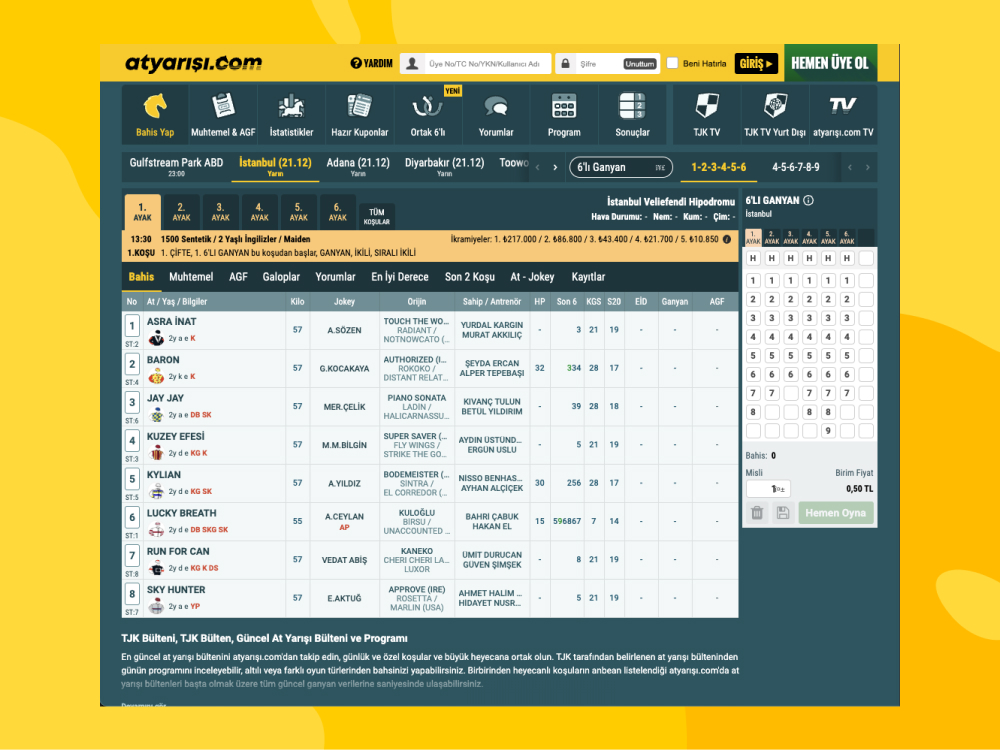 atyarışı.com
? YARDIM
Üye No/TC No/YKN/Kullanıcı Adı
Şifre
Unuttum
Beni Hatırla
GİRİŞ
HEMEN ÜYE OL
YENİ
Bahis Yap
Muhtemel & AGF
İstatistikler
Hazır Kuponlar
Ortak 6'lı
Yorumlar
Program
Sonuçlar
TJK TV
TJK TV Yurt Dışı
TV
atyarışı.com TV
Gulfstream Park ABD
23:00
İstanbul (21.12)
Yarın
Adana (21.12)
Yarın
Diyarbakır (21.12)
Yarın
Toowo
6'lı Ganyan
1-2-3-4-5-6
4-5-6-7-8-9
1. AYAK
2. AYAK
3. AYAK
4. AYAK
5. AYAK
6. AYAK
TÜM KOŞULAR
İstanbul Veliefendi Hipodromu
Hava Durumu: - Nem: - Kum: - Çim: -
13:30 1500 Sentetik / 2 Yaşlı İngilizler / Maiden
İkramiyeler: 1. ₺217.000 / 2. ₺86.800 / 3. ₺43.400 / 4. ₺21.700 / 5. ₺10.850
1.KOŞU 1. ÇİFTE, 1. 6'LI GANYAN bu koşudan başlar, GANYAN, İKİLİ, SIRALI İKİLİ
Bahis Muhtemel AGF Galoplar Yorumlar En İyi Derece Son 2 Koşu At - Jokey Kayıtlar
No At / Yaş / Bilgiler Kilo Jokey Orijin Sahip / Antrenör HP Son 6 KGS S20 EİD Ganyan AGF
1 ASRA İNAT 57 A.SÖZEN TOUCH THE WO... YURDAL KARGIN - 3 21 19 - - -
ST:2 2y a e K RADIANT / MURAT AKKILIÇ
NOTNOWCATO (...
2 BARON 57 G.KOCAKAYA AUTHORIZED (I... ŞEYDA ERCAN 32 334 28 17 - - -
ST:4 2y k e K ROKOKO / ALPER TEPEBAŞI
DISTANT RELAT...
3 JAY JAY 57 MER.ÇELİK PIANO SONATA KIVANÇ TULUN - 39 28 18 - - -
ST:6 2y a e DB SK LADIN / BETÜL YILDIRIM
HALICARNASSU...
4 KUZEY EFESİ 57 M.M.BİLGİN SUPER SAVER (... AYDIN ÜSTÜND... - 5 21 19 - - -
ST:3 2y d e KG K FLY WINGS / ERGÜN USLU
STRIKE THE GO...
5 KYLIAN 57 A.YILDIZ BODEMEISTER (... NISSO BENHAS... 30 256 28 17 - - -
ST:5 2y d e KG SK SINTRA / AYHAN ALÇIÇEK
EL CORREDOR (...
6 LUCKY BREATH 55 A.CEYLAN AP KULOĞLU BAHRİ ÇABUK 15 596867 7 14 - - -
ST:1 2y d e DB SKG SK BIRSU / HAKAN EL
UNACCOUNTED ...
7 RUN FOR CAN 57 VEDAT ABİŞ KANEKO ÜMİT DURUCAN - 8 21 19 - - -
ST:8 2y d e KG K DS CHERI CHERI LA... GÜVEN ŞİMŞEK
LUXOR
8 SKY HUNTER 57 E.AKTUĞ APPROVE (IRE) AHMET HALIM ... - 5 21 19 - - -
ST:7 2y a e YP ROSETTA / HIDAYET NUSR...
MARLIN (USA)
6'LI GANYAN
İstanbul
1. AYAK 2. AYAK 3. AYAK 4. AYAK 5. AYAK 6. AYAK
H H H H H H
1 1 1 1 1 1
2 2 2 2 2 2
3 3 3 3 3 3
4 4 4 4 4 4
5 5 5 5 5 5
6 6 6 6 6 6
7 7 7 7 7 7
8 8 8
9
Bahis: 0
Misli Birim Fiyat
1 0,50 TL
Hemen Oyna
TJK Bülteni, TJK Bülten, Güncel At Yarışı Bülteni ve Programı
En güncel at yarışı bültenini atyarışı.com'dan takip edin, günlük ve özel koşular ve büyük heyecana ortak olun. TJK tarafından belirlenen at yarışı bülteninden
günün programını inceleyebilir, altılı veya farklı oyun türlerinden bahsinizi yapabilirsiniz. Birbirinden heyecanlı koşuların anbean listelendiği atyarışı.com'da at
yarışı bültenleri başta olmak üzere tüm güncel ganyan verilerine saniyesinde ulaşabilirsiniz.